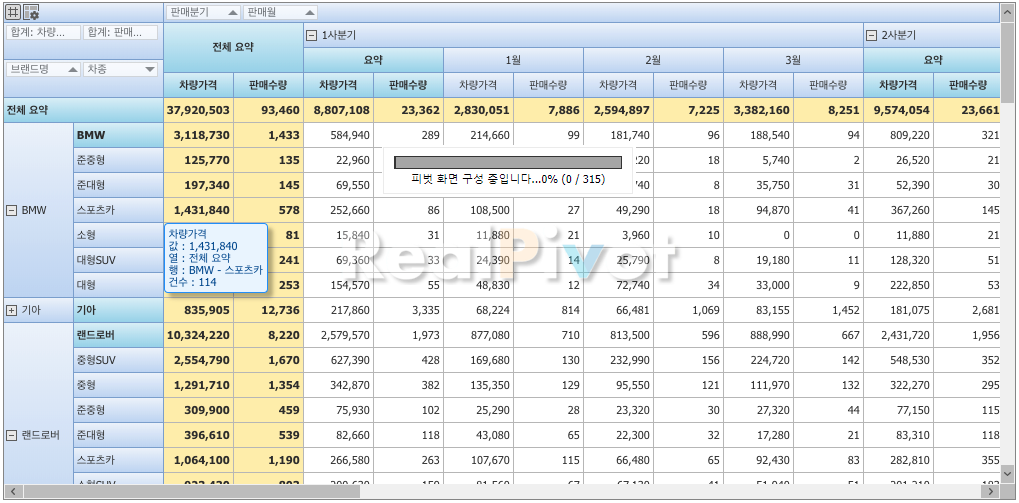 판매분기 판매월
합계: 차량... 합계: 판매... 전체 요약 1사분기 2사분기
요약 1월 2월 3월 요약
브랜드명 차종 차량가격 판매수량 차량가격 판매수량 차량가격 판매수량 차량가격 판매수량 차량가격 판매수량 차량가격 판매수량
전체 요약 37,920,503 93,460 8,807,108 23,362 2,830,051 7,886 2,594,897 7,225 3,382,160 8,251 9,574,054 23,661
BMW 3,118,730 1,433 584,940 289 214,660 99 181,740 96 188,540 94 809,220 321
준중형 125,770 135 22,960 220 18 5,740 2 26,520 21
피벗 화면 구성 중입니다...0% (0 / 315)
준대형 197,340 145 69,550 740 8 35,750 31 52,390 30
BMW 스포츠카 1,431,840 578 252,660 86 108,500 27 49,290 18 94,870 41 367,260 145
소형 81 15,840 31 11,880 21 3,960 10 0 0 11,880 21
대형SUV 241 69,360 33 24,390 14 25,790 8 19,180 11 128,320 51
대형 253 154,570 55 48,830 12 72,740 34 33,000 9 222,850 53
차량가격
값 : 1,431,840
열 : 전체 요약
행 : BMW - 스포츠카
건수 : 114
RealPivot
기아 기아 835,905 12,736 217,860 3,335 68,224 814 66,481 1,069 83,155 1,452 181,075 2,681
랜드로버 10,324,220 8,220 2,579,570 1,973 877,080 710 813,500 596 888,990 667 2,431,720 1,956
중형SUV 2,554,790 1,670 627,390 428 169,680 130 232,990 156 224,720 142 548,530 352
중형 1,291,710 1,354 342,870 382 135,350 129 95,550 121 111,970 132 322,270 295
준중형 309,900 459 75,930 102 25,290 28 23,320 30 27,320 44 77,150 115
랜드로버 준대형 396,610 539 82,660 118 43,080 65 22,300 32 17,280 21 83,310 118
스포츠카 1,064,100 1,190 266,580 263 107,670 115 66,480 65 92,430 83 282,810 355